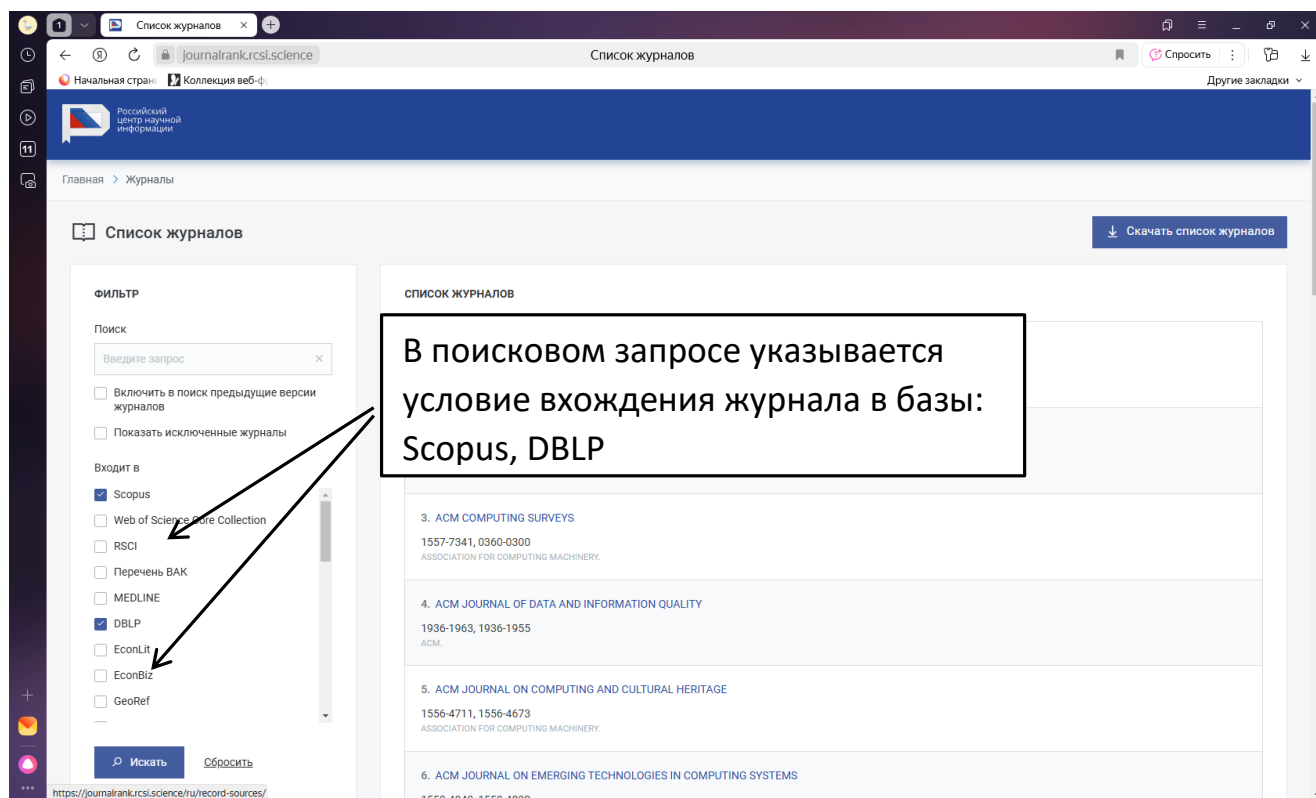 1
Список журналов
journalrank.rcsi.science
Список журналов
Спросить
Начальная страни
Коллекция веб-ф
Другие закладки
Российский
центр научной
информации
11
Главная > Журналы
Список журналов
Скачать список журналов
ФИЛЬТР
Поиск
Введите запрос
Включить в поиск предыдущие версии
журналов
Показать исключенные журналы
Входит в
Scopus
Web of Science Core Collection
RSCI
Перечень ВАК
MEDLINE
DBLP
EconLit
EconBiz
GeoRef
Искать Сбросить
https://journalrank.rcsi.science/ru/record-sources/
СПИСОК ЖУРНАЛОВ
В поисковом запросе указывается
условие вхождения журнала в базы:
Scopus, DBLP
3. ACM COMPUTING SURVEYS
1557-7341, 0360-0300
ASSOCIATION FOR COMPUTING MACHINERY.
4. ACM JOURNAL OF DATA AND INFORMATION QUALITY
1936-1963, 1936-1955
ACM.
5. ACM JOURNAL ON COMPUTING AND CULTURAL HERITAGE
1556-4711, 1556-4673
ASSOCIATION FOR COMPUTING MACHINERY.
6. ACM JOURNAL ON EMERGING TECHNOLOGIES IN COMPUTING SYSTEMS